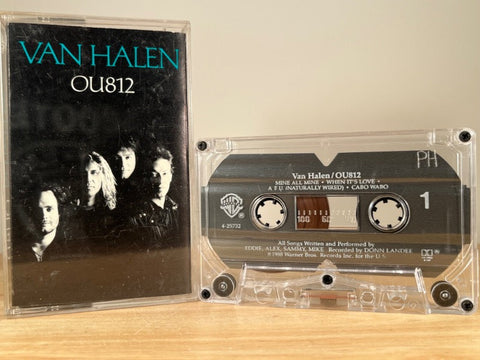 VAN HALEN
OU812
PH
Van Halen/OU812
MINE ALL MINE • WHEN IT'S LOVE •
A F U (NATURALLY WIRED) • CABO WABO
1
4-25732
100
50
All Songs Written and Performed by
EDDIE, ALEX, SAMMY, MIKE. Recorded by DONN LANDEE
℗1988 Warner Bros. Records Inc. for the U.S.